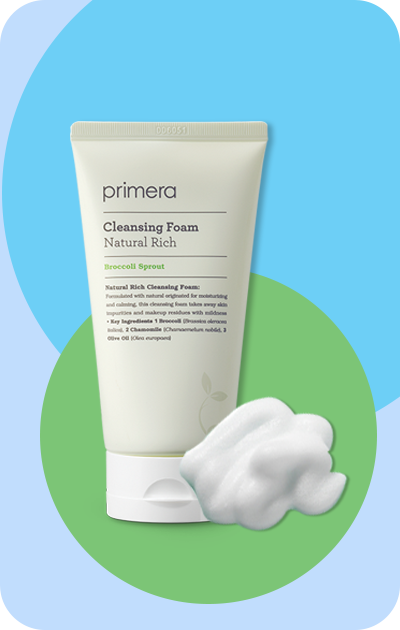 primera
Cleansing Foam
Natural Rich
Broccoli Sprout
Natural Rich Cleansing Foam:
Formulated with natural originated for moisturizing
and calming, this cleansing foam takes away skin
impurities and makeup residues with mildness
• Key Ingredients 1 Broccoli (Brassica oleracea
Italica), 2 Chamomile (Chamaemelum nobile), 3
Olive Oil (Olea europaea)